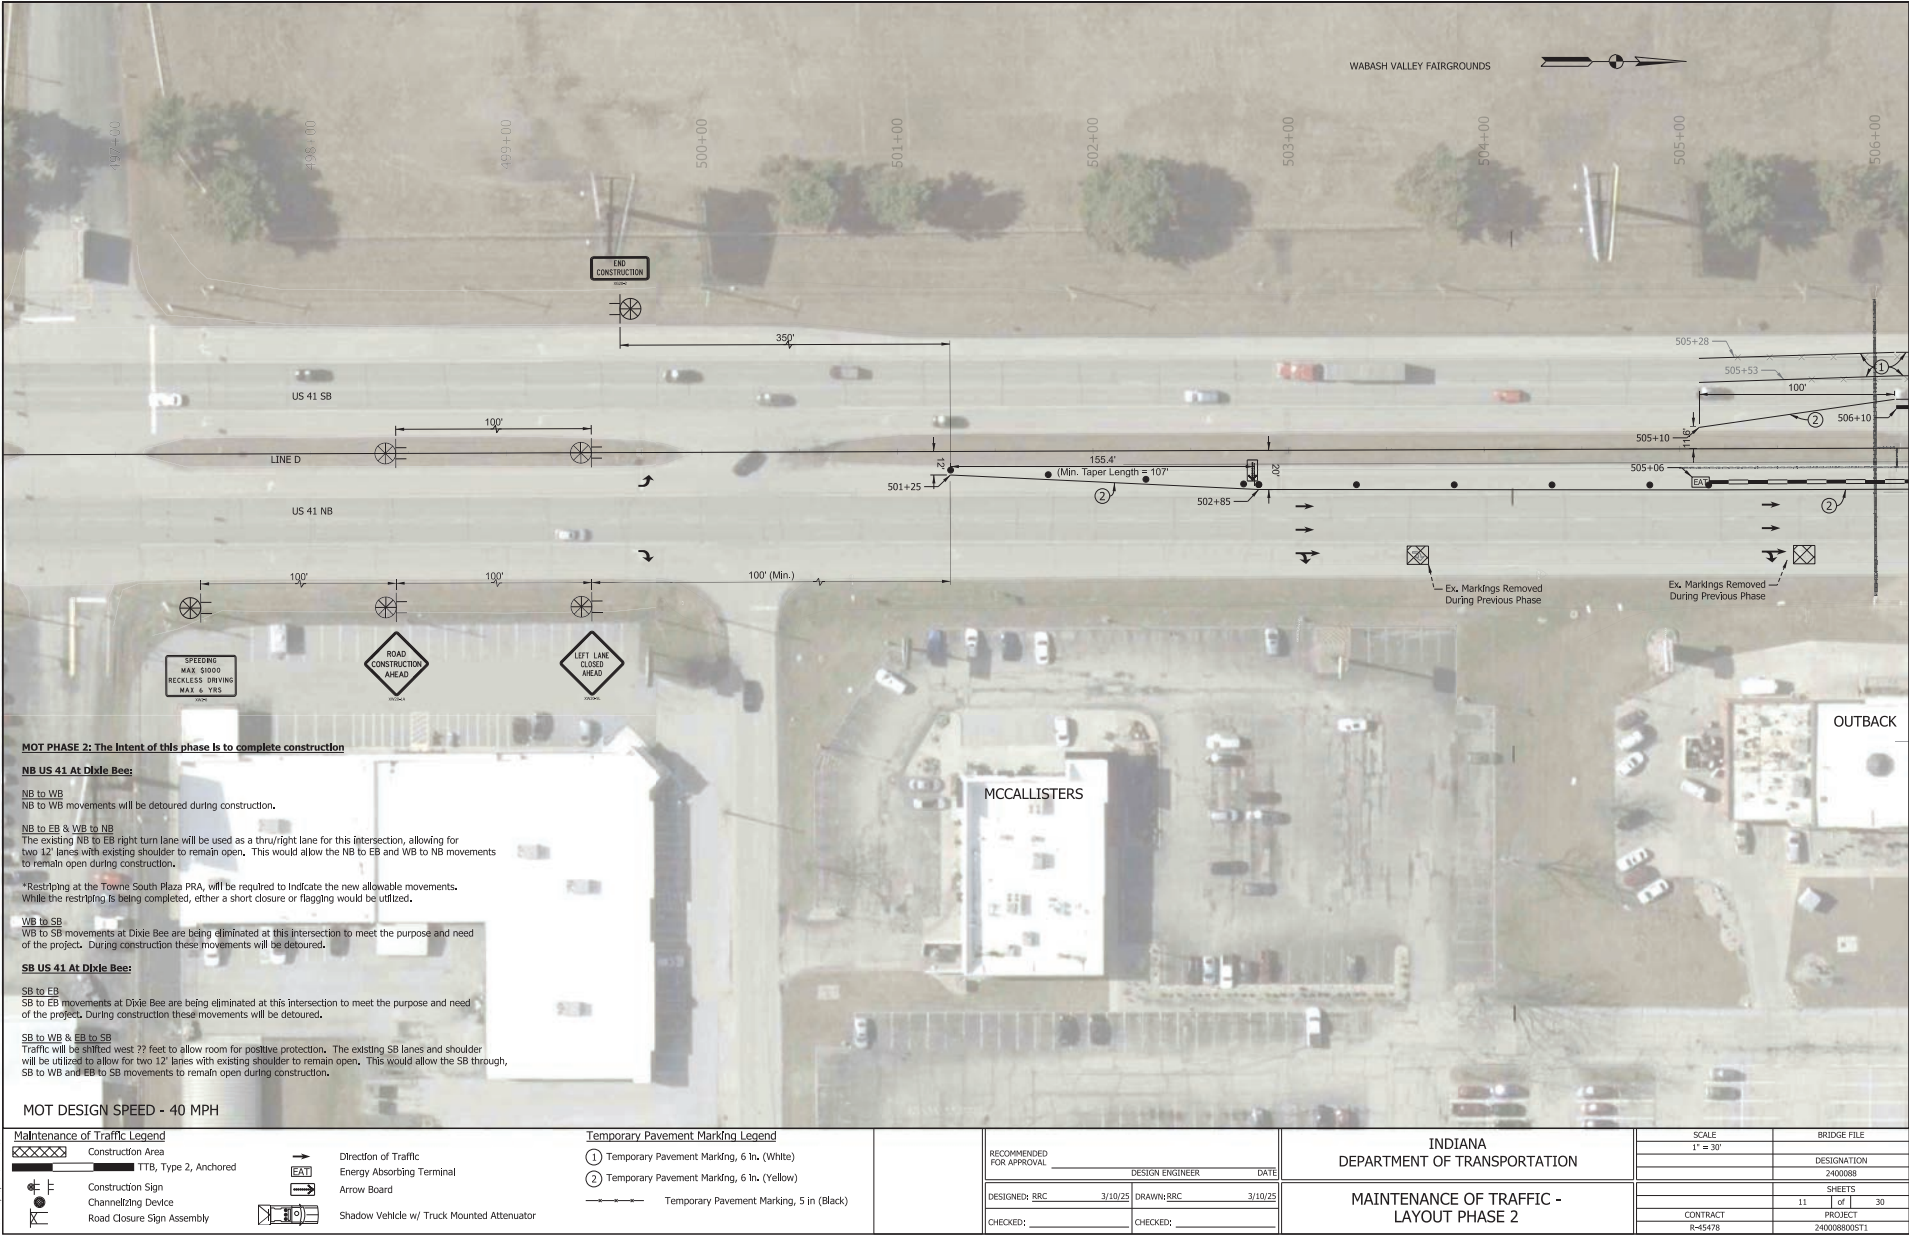 WABASH VALLEY FAIRGROUNDS
497+00
498+00
499+00
500+00
501+00
502+00
503+00
504+00
505+00
506+00
END
CONSTRUCTION
350'
505+28
505+53
1
100'
US 41 SB
100'
2
506+10
505+10
11.6'
LINE D
12'
155.4'
(Min. Taper Length = 107'
20'
505+06
501+25
EAT
2
502+85
2
US 41 NB
100'
100'
100' (Min.)
Ex. Markings Removed
During Previous Phase
Ex. Markings Removed
During Previous Phase
SPEEDING
MAX $1000
RECKLESS DRIVING
MAX 6 YRS
ROAD
CONSTRUCTION
AHEAD
LEFT LANE
CLOSED
AHEAD
OUTBACK
MCCALLISTERS
MOT PHASE 2: The intent of this phase is to complete construction
NB US 41 At Dixie Bee:
NB to WB
NB to WB movements will be detoured during construction.
NB to EB & WB to NB
The existing NB to EB right turn lane will be used as a thru/right lane for this intersection, allowing for
two 12' lanes with existing shoulder to remain open. This would allow the NB to EB and WB to NB movements
to remain open during construction.
*Restriping at the Towne South Plaza PRA, will be required to indicate the new allowable movements.
While the restriping is being completed, either a short closure or flagging would be utilized.
WB to SB
WB to SB movements at Dixie Bee are being eliminated at this intersection to meet the purpose and need
of the project. During construction these movements will be detoured.
SB US 41 At Dixie Bee:
SB to EB
SB to EB movements at Dixie Bee are being eliminated at this intersection to meet the purpose and need
of the project. During construction these movements will be detoured.
SB to WB & EB to SB
Traffic will be shifted west ?? feet to allow room for positive protection. The existing SB lanes and shoulder
will be utilized to allow for two 12' lanes with existing shoulder to remain open. This would allow the SB through,
SB to WB and EB to SB movements to remain open during construction.
MOT DESIGN SPEED - 40 MPH
Maintenance of Traffic Legend
Construction Area
TTB, Type 2, Anchored
Construction Sign
Channelizing Device
Road Closure Sign Assembly
Direction of Traffic
EAT Energy Absorbing Terminal
Arrow Board
Shadow Vehicle w/ Truck Mounted Attenuator
Temporary Pavement Marking Legend
1 Temporary Pavement Marking, 6 in. (White)
2 Temporary Pavement Marking, 6 in. (Yellow)
Temporary Pavement Marking, 5 in (Black)
RECOMMENDED
FOR APPROVAL
DESIGN ENGINEER DATE
DESIGNED: RRC 3/10/25 DRAWN: RRC 3/10/25
CHECKED: CHECKED:
INDIANA
DEPARTMENT OF TRANSPORTATION
MAINTENANCE OF TRAFFIC -
LAYOUT PHASE 2
SCALE
1" = 30'
BRIDGE FILE
DESIGNATION
2400088
SHEETS
11 of 30
CONTRACT
R-45478
PROJECT
240008800ST1